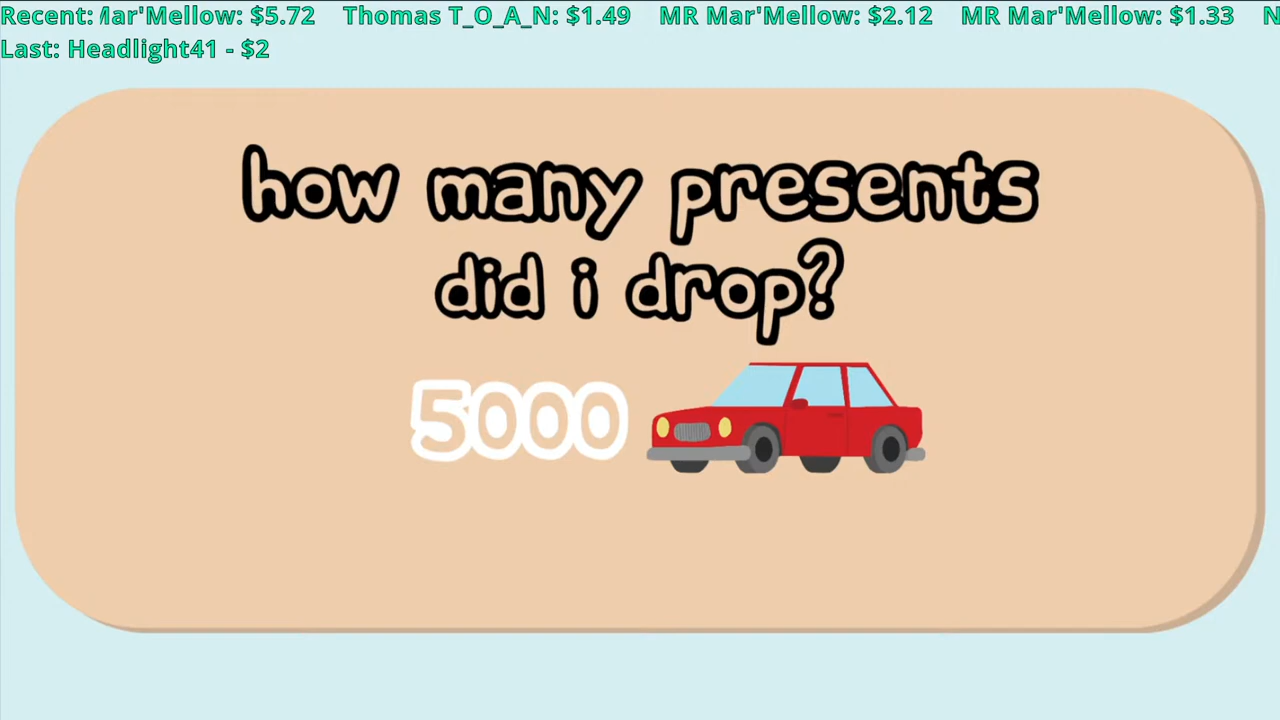 Recent: Mar'Mellow: $5.72 Thomas T_O_A_N: $1.49 MR Mar'Mellow: $2.12 MR Mar'Mellow: $1.33
Last: Headlight41 - $2
how many presents
did i drop?
5000